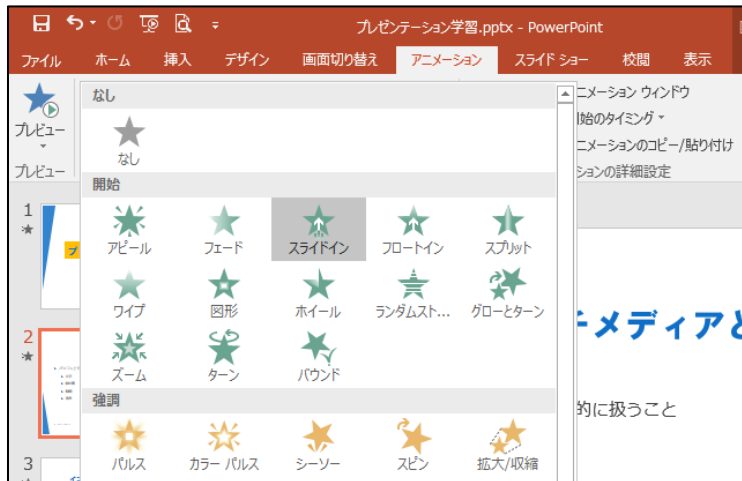 プレゼンテーション学習.pptx - PowerPoint
ファイル ホーム 挿入 デザイン 画面切り替え アニメーション スライド ショー 校閲 表示
プレビュー
プレビュー
なし
なし
開始
アピール フェード スライドイン フロートイン スプリット
ワイプ 図形 ホイール ランダムスト... グローとターン
ズーム ターン バウンド
強調
パルス カラー パルス シーソー スピン 拡大/収縮
ニメーション ウィンドウ
始のタイミング
ニメーションのコピー/貼り付け
ションの詳細設定
1
プ
2
3
チメディアと
的に扱うこと